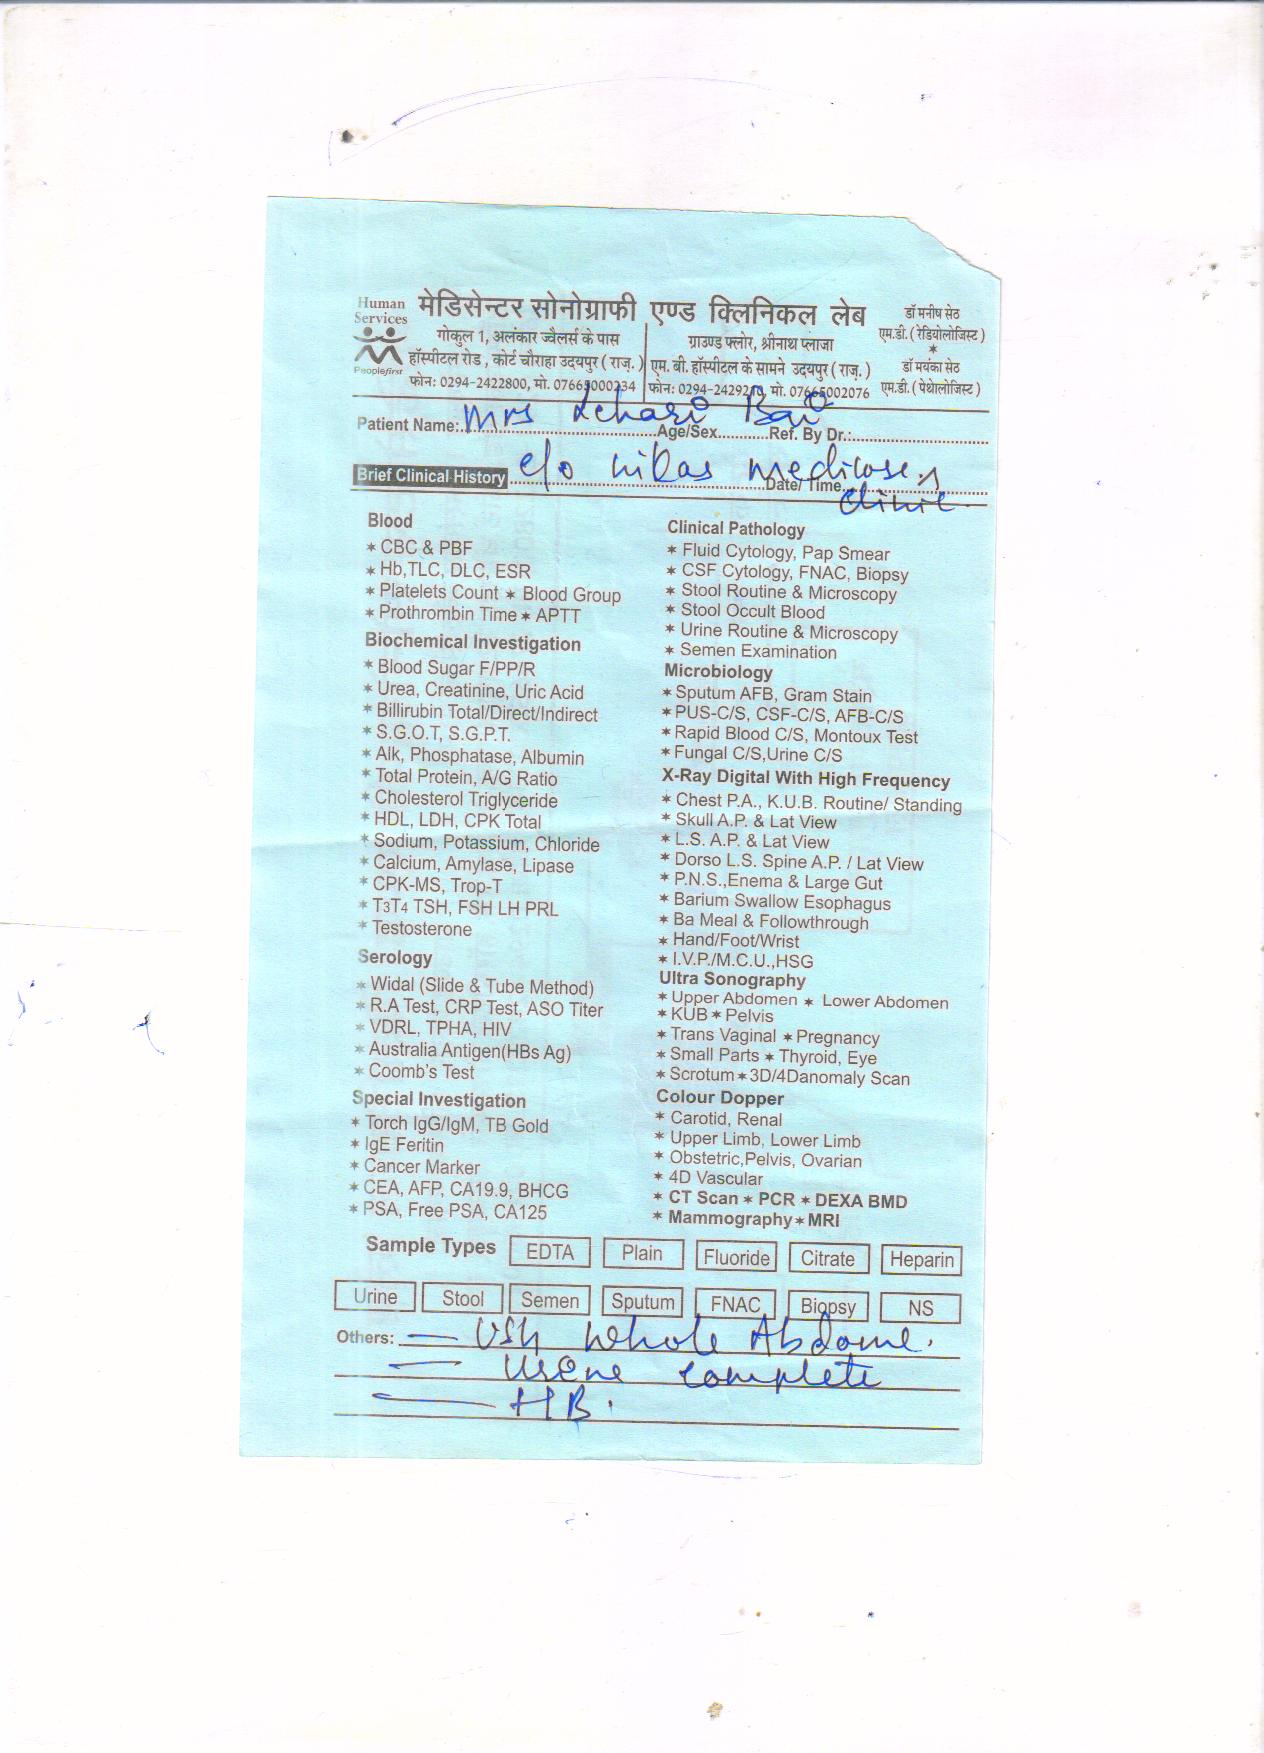 Human Services
Peoplefirst
मेडिसेन्टर सोनोग्राफी एण्ड क्लिनिकल लेब
गोकुल 1, अलंकार ज्वैलर्स के पास
हॉस्पीटल रोड, कोर्ट चौराहा उदयपुर (राज.)
फोन: 0294-2422800, मो. 07665000234
ग्राउण्ड फ्लोर, श्रीनाथ प्लाजा
एम. बी. हॉस्पीटल के सामने उदयपुर (राज.)
फोन: 0294-2429210, मो. 07665002076
डॉ मनीष सेठ
एम.डी. (रेडियोलोजिस्ट)
*
डॉ मयंका सेठ
एम.डी. (पेथोलोजिस्ट)
Patient Name: Mrs Lehari Bai Age/Sex Ref. By Dr.:
Brief Clinical History c/o Vikas medicose Date/ Time
Clinic.
Blood
* CBC & PBF
* Hb,TLC, DLC, ESR
* Platelets Count * Blood Group
* Prothrombin Time * APTT
Biochemical Investigation
* Blood Sugar F/PP/R
* Urea, Creatinine, Uric Acid
* Billirubin Total/Direct/Indirect
* S.G.O.T, S.G.P.T.
* Alk, Phosphatase, Albumin
* Total Protein, A/G Ratio
* Cholesterol Triglyceride
* HDL, LDH, CPK Total
* Sodium, Potassium, Chloride
* Calcium, Amylase, Lipase
* CPK-MS, Trop-T
* T3T4 TSH, FSH LH PRL
* Testosterone
Serology
* Widal (Slide & Tube Method)
* R.A Test, CRP Test, ASO Titer
* VDRL, TPHA, HIV
* Australia Antigen(HBs Ag)
* Coomb's Test
Special Investigation
* Torch IgG/IgM, TB Gold
* IgE Feritin
* Cancer Marker
* CEA, AFP, CA19.9, BHCG
* PSA, Free PSA, CA125
Clinical Pathology
* Fluid Cytology, Pap Smear
* CSF Cytology, FNAC, Biopsy
* Stool Routine & Microscopy
* Stool Occult Blood
* Urine Routine & Microscopy
* Semen Examination
Microbiology
* Sputum AFB, Gram Stain
* PUS-C/S, CSF-C/S, AFB-C/S
* Rapid Blood C/S, Montoux Test
* Fungal C/S,Urine C/S
X-Ray Digital With High Frequency
* Chest P.A., K.U.B. Routine/ Standing
* Skull A.P. & Lat View
* L.S. A.P. & Lat View
* Dorso L.S. Spine A.P. / Lat View
* P.N.S.,Enema & Large Gut
* Barium Swallow Esophagus
* Ba Meal & Followthrough
* Hand/Foot/Wrist
* I.V.P./M.C.U.,HSG
Ultra Sonography
* Upper Abdomen * Lower Abdomen
* KUB * Pelvis
* Trans Vaginal * Pregnancy
* Small Parts * Thyroid, Eye
* Scrotum * 3D/4Danomaly Scan
Colour Dopper
* Carotid, Renal
* Upper Limb, Lower Limb
* Obstetric,Pelvis, Ovarian
* 4D Vascular
* CT Scan * PCR * DEXA BMD
* Mammography * MRI
Sample Types EDTA Plain Fluoride Citrate Heparin
Urine Stool Semen Sputum FNAC Biopsy NS
Others: — USG Whole Abdome.
— Urine complete
— HB.